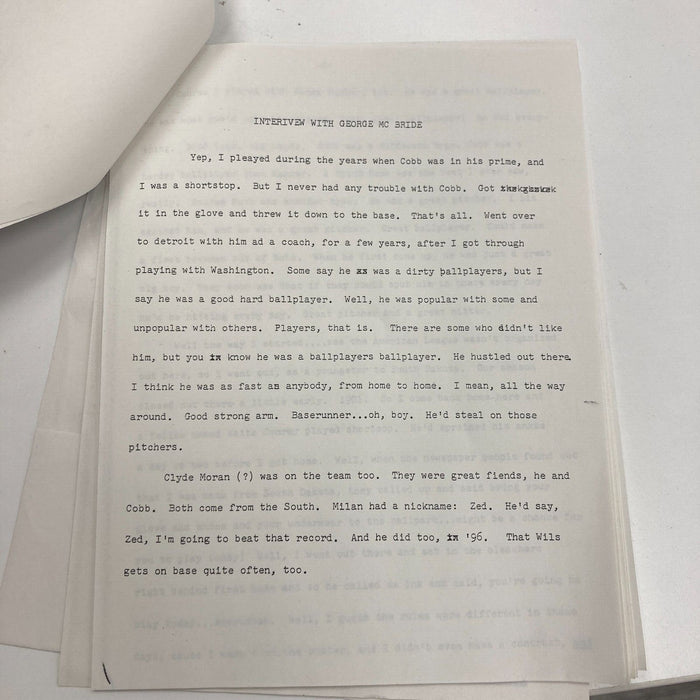 INTERIVEW WITH GEORGE MC BRIDE
Yep, I pleayed during the years when Cobb was in his prime, and
I was a shortstop. But I never had any trouble with Cobb. Got
it in the glove and threw it down to the base. That's all. Went over
to detroit with him ad a coach, for a few years, after I got through
playing with Washington. Some say he was a dirty ballplayers, but I
say he was a good hard ballplayer. Well, he was popular with some and
unpopular with others. Players, that is. There are some who didn't like
him, but you know he was a ballplayers ballplayer. He hustled out there.
I think he was as fast as anybody, from home to home. I mean, all the way
around. Good strong arm. Baserunner...oh, boy. He'd steal on those
pitchers.
Clyde Moran (?) was on the team too. They were great fiends, he and
Cobb. Both come from the South. Milan had a nickname: Zed. He'd say,
Zed, I'm going to beat that record. And he did too, in '96. That Wils
gets on base quite often, too.